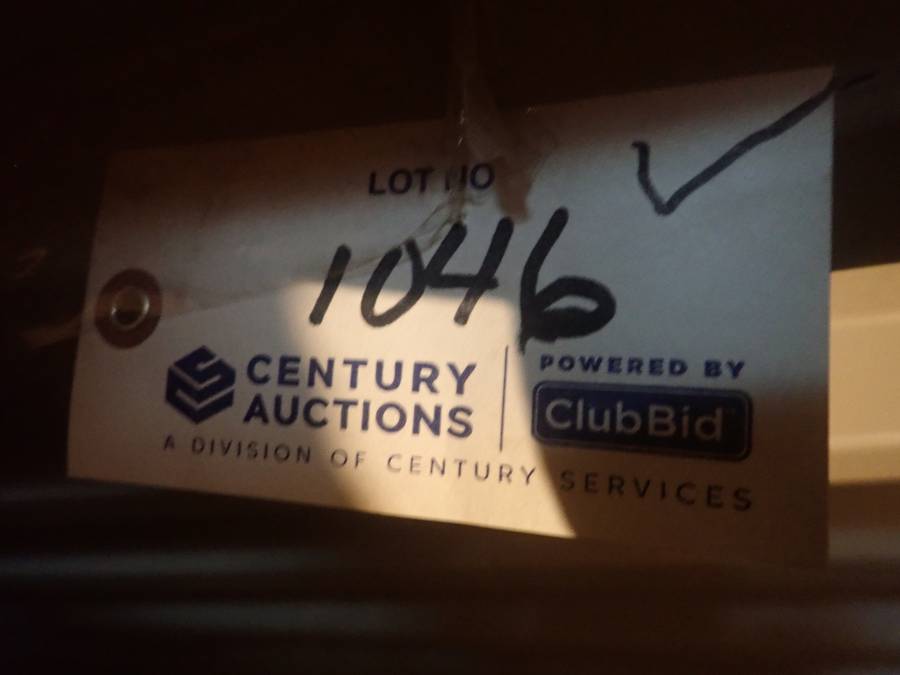 LOT NO
1046
CENTURY AUCTIONS
POWERED BY
ClubBid
A DIVISION OF CENTURY SERVICES